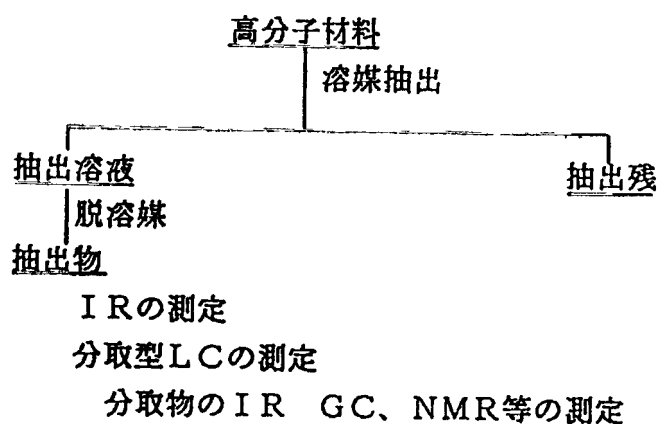 高分子材料
溶媒抽出
抽出溶液
抽出残
脱溶媒
抽出物
ＩＲの測定
分取型ＬＣの測定
分取物のＩＲ　ＧＣ、ＮＭＲ等の測定